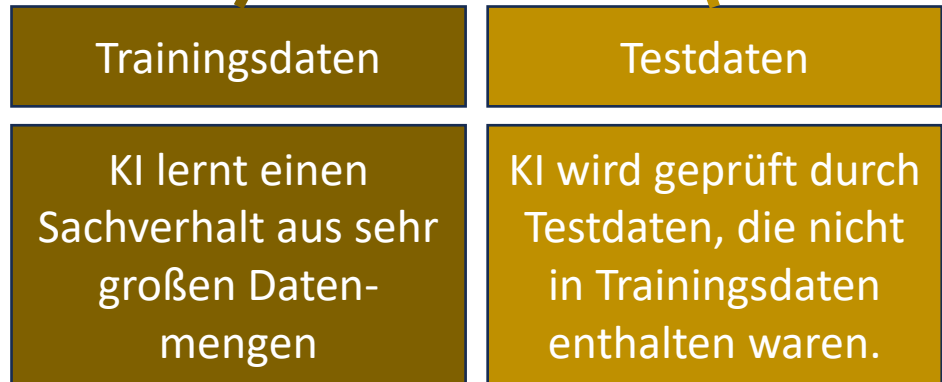 Trainingsdaten
Testdaten
KI lernt einen
Sachverhalt aus sehr
großen Daten-
mengen
KI wird geprüft durch
Testdaten, die nicht
in Trainingsdaten
enthalten waren.